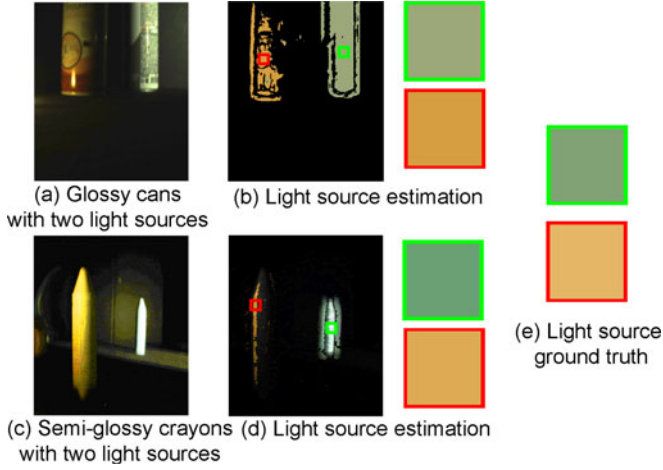 (a) Glossy cans
with two light sources
(b) Light source estimation
(c) Semi-glossy crayons
with two light sources
(d) Light source estimation
(e) Light source
ground truth